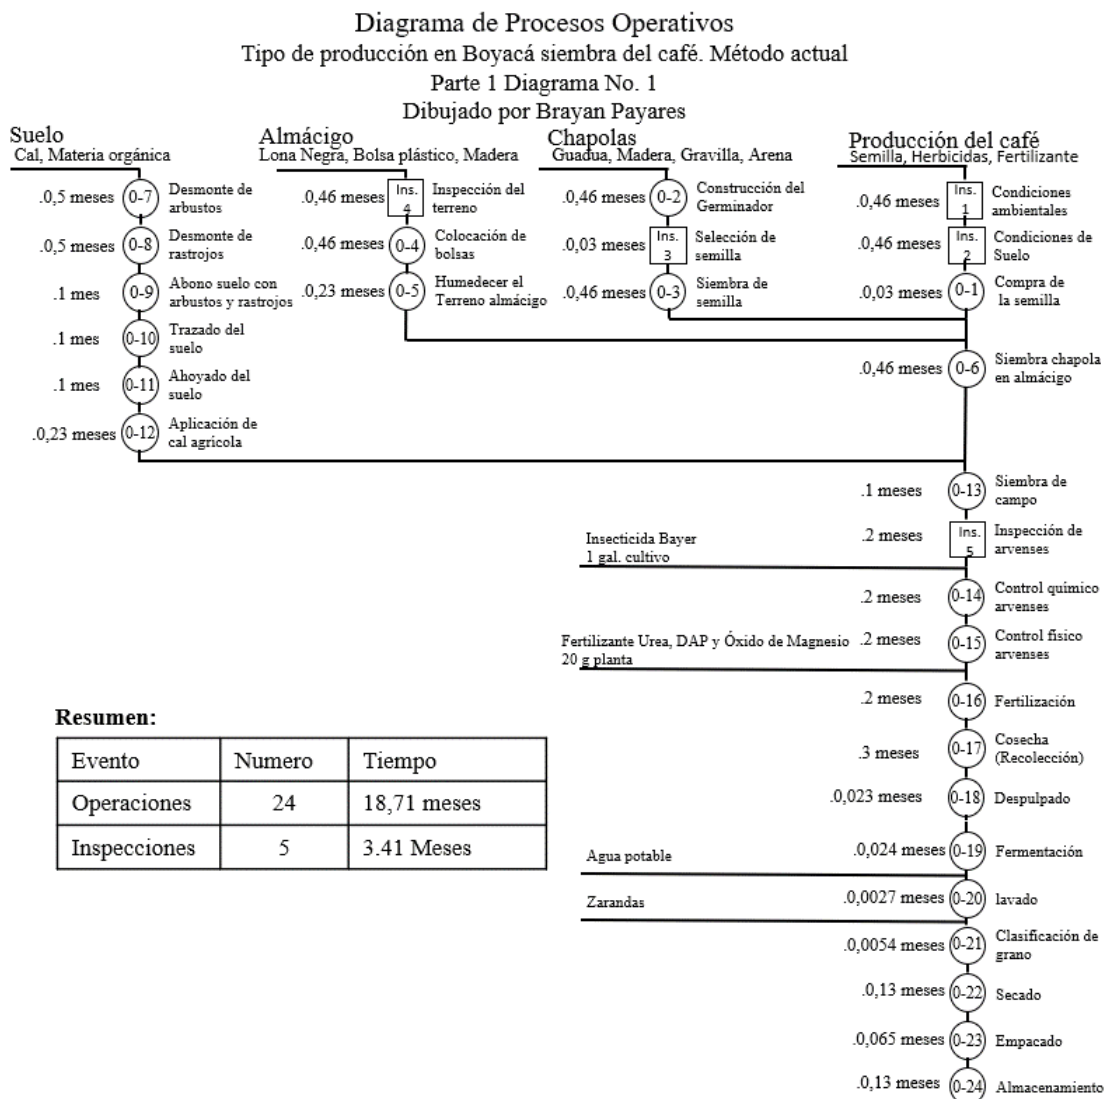 Diagrama de Procesos Operativos
Tipo de producción en Boyacá siembra del café. Método actual
Parte 1 Diagrama No. 1
Dibujado por Brayan Payares
Suelo
Cal, Materia orgánica
.0,5 meses 0-7 Desmonte de
arbustos
.0,5 meses 0-8 Desmonte de
rastrojos
.1 mes 0-9 Abono suelo con
arbustos y rastrojos
.1 mes 0-10 Trazado del
suelo
.1 mes 0-11 Ahoyado del
suelo
.0,23 meses 0-12 Aplicación de
cal agrícola
Almácigo
Lona Negra, Bolsa plástico, Madera
.0,46 meses Ins. 4 Inspección del
terreno
.0,46 meses 0-4 Colocación de
bolsas
.0,23 meses 0-5 Humedecer el
Terreno almácigo
Chapolas
Guadua, Madera, Gravilla, Arena
.0,46 meses 0-2 Construcción del
Germinador
.0,03 meses Ins. 3 Selección de
semilla
.0,46 meses 0-3 Siembra de
semilla
Producción del café
Semilla, Herbicidas, Fertilizante
.0,46 meses Ins. 1 Condiciones
ambientales
.0,46 meses Ins. 2 Condiciones de
Suelo
.0,03 meses 0-1 Compra de
la semilla
.0,46 meses 0-6 Siembra chapola
en almácigo
.1 meses 0-13 Siembra de
campo
.2 meses Ins. 5 Inspección de
arvenses
Insecticida Bayer
1 gal. cultivo
.2 meses 0-14 Control químico
arvenses
.2 meses 0-15 Control físico
arvenses
Fertilizante Urea, DAP y Óxido de Magnesio
20 g planta
.2 meses 0-16 Fertilización
.3 meses 0-17 Cosecha
(Recolección)
.0,023 meses 0-18 Despulpado
.0,024 meses 0-19 Fermentación
Agua potable
.0,0027 meses 0-20 lavado
Zarandas
.0,0054 meses 0-21 Clasificación de
grano
.0,13 meses 0-22 Secado
.0,065 meses 0-23 Empacado
.0,13 meses 0-24 Almacenamiento
Resumen:
Evento Numero Tiempo
Operaciones 24 18,71 meses
Inspecciones 5 3.41 Meses